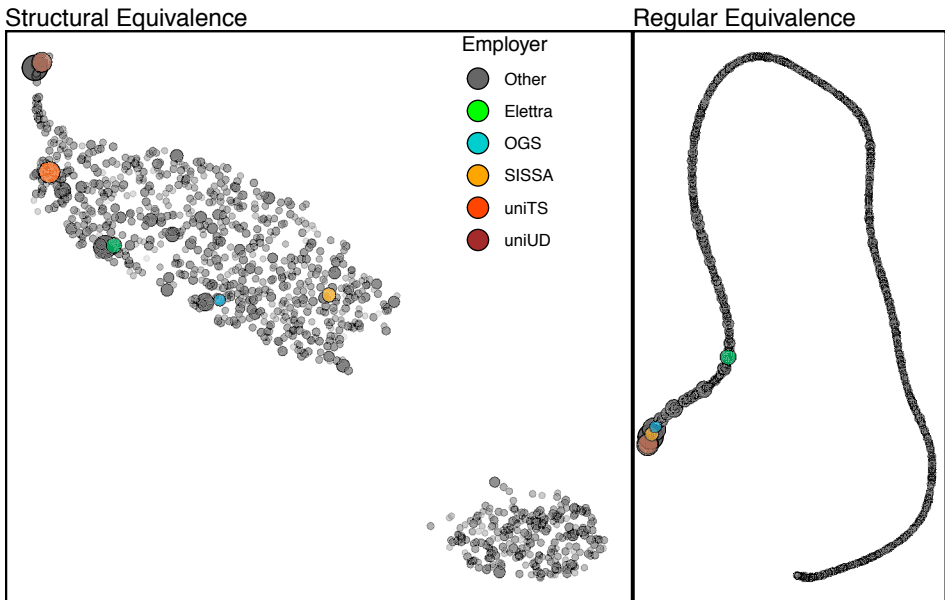 Structural Equivalence
Regular Equivalence
Employer
Other
Elettra
OGS
SISSA
uniTS
uniUD